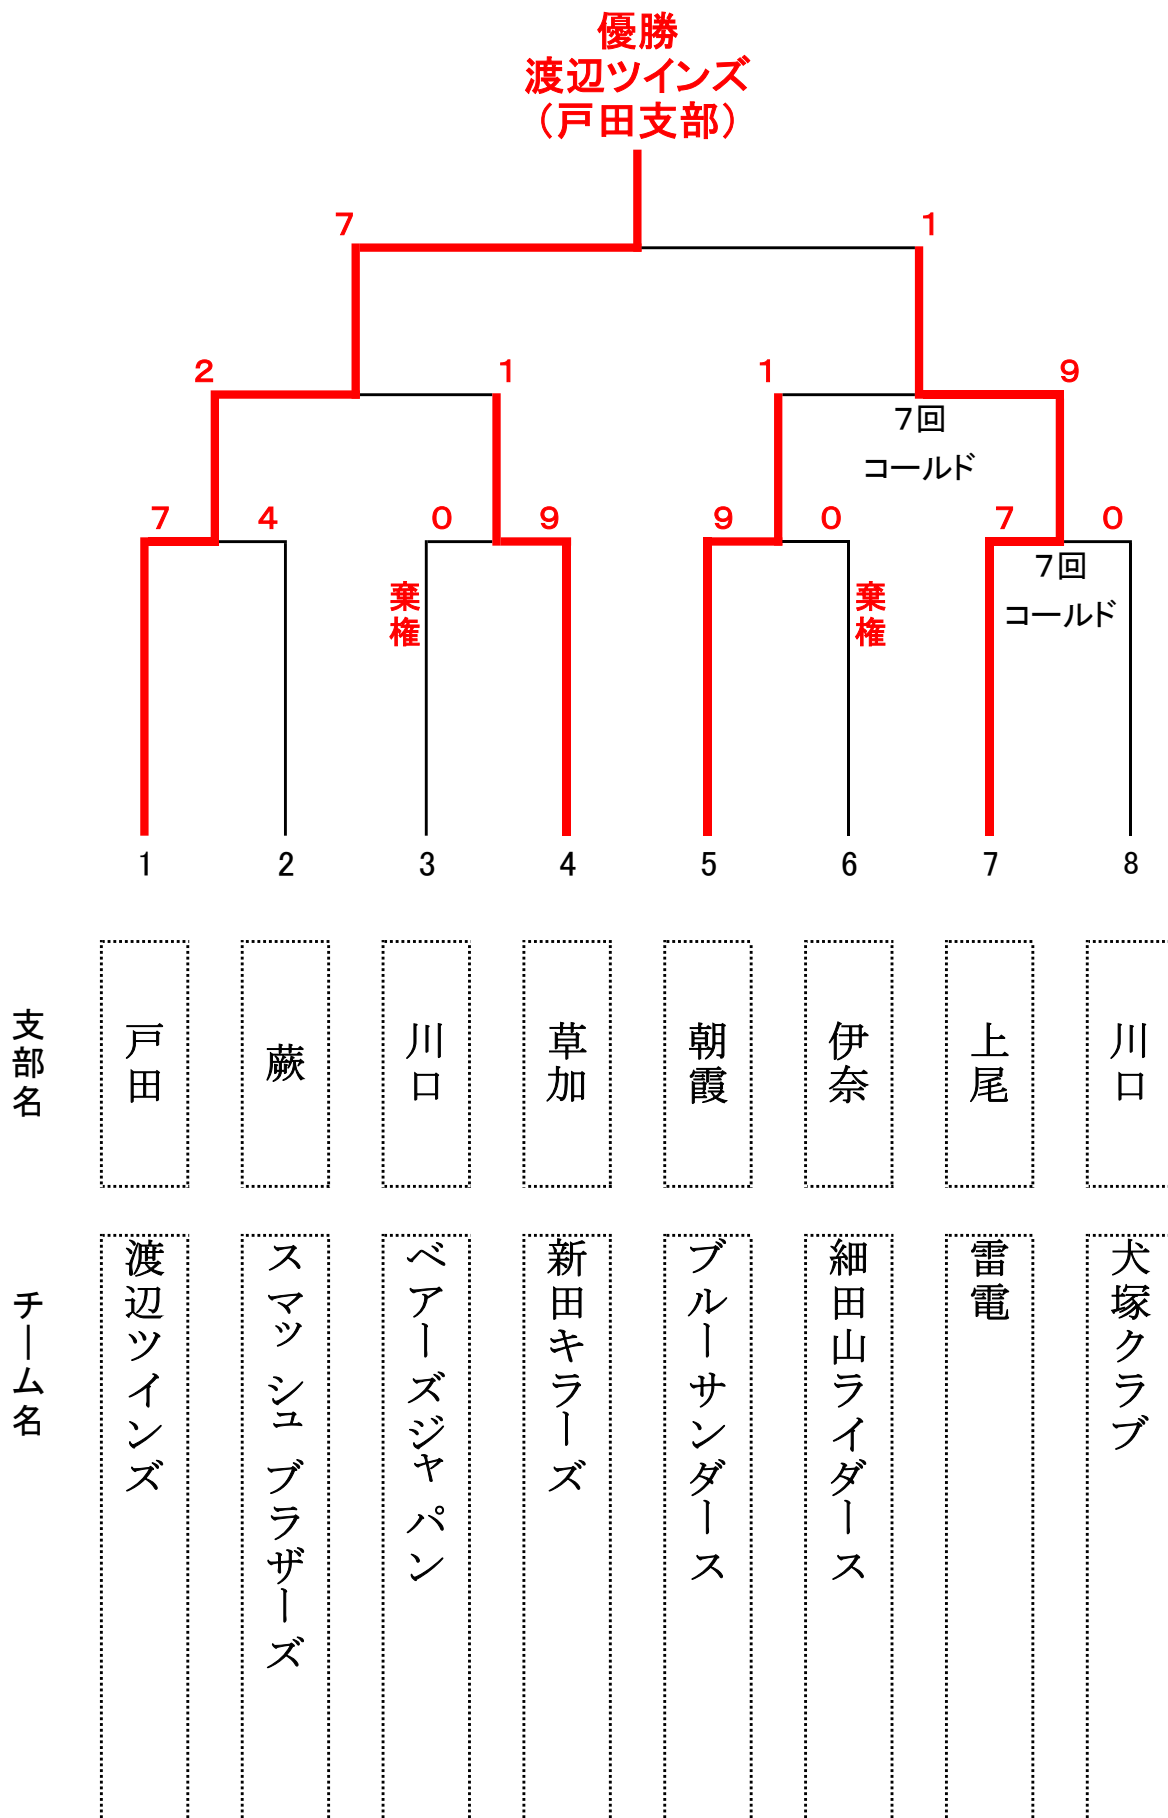 優勝
渡辺ツインズ
（戸田支部）
7
1
2
1
1
9
7回
コールド
7
4
0
9
9
0
7
0
棄権
棄権
7回
コールド
1
2
3
4
5
6
7
8
支部名
戸田
蕨
川口
草加
朝霞
伊奈
上尾
川口
チーム名
渡辺ツインズ
スマッシュブラザーズ
ベアーズジャパン
新田キラーズ
ブルーサンダース
細田山ライダース
雷電
犬塚クラブ